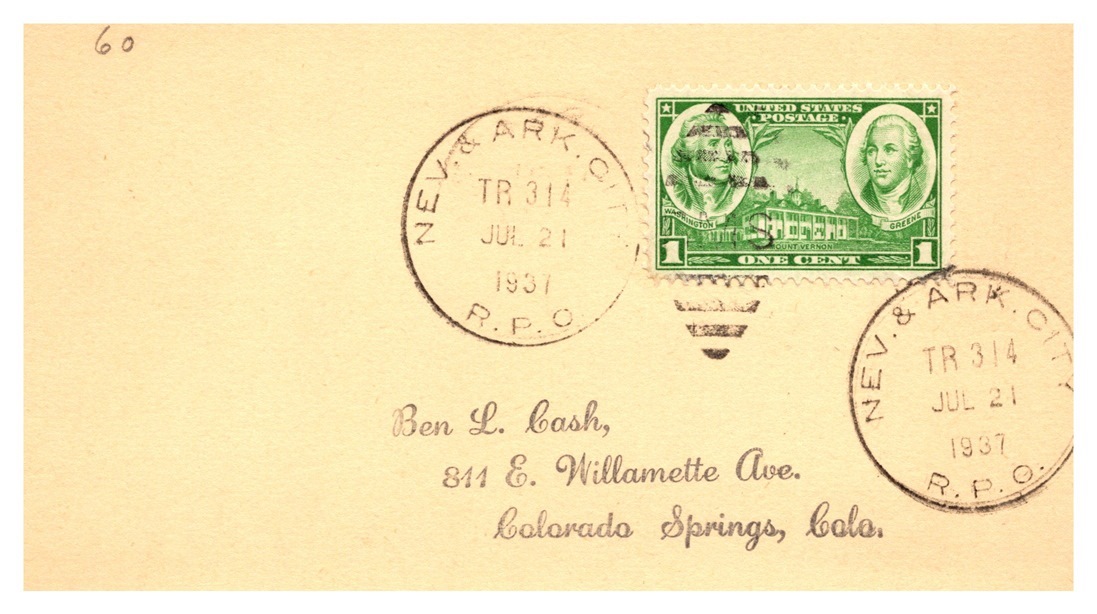 60
NEV. & ARK. CITY
TR 314
JUL 21
1937
R.P.O.
UNITED STATES
POSTAGE
WASHINGTON
GREENE
MOUNT VERNON
1 ONE CENT 1
S
NEV. & ARK. CITY
TR 314
JUL 21
1937
R.P.O.
Ben L. Cash,
811 E. Willamette Ave.
Colorado Springs, Colo.